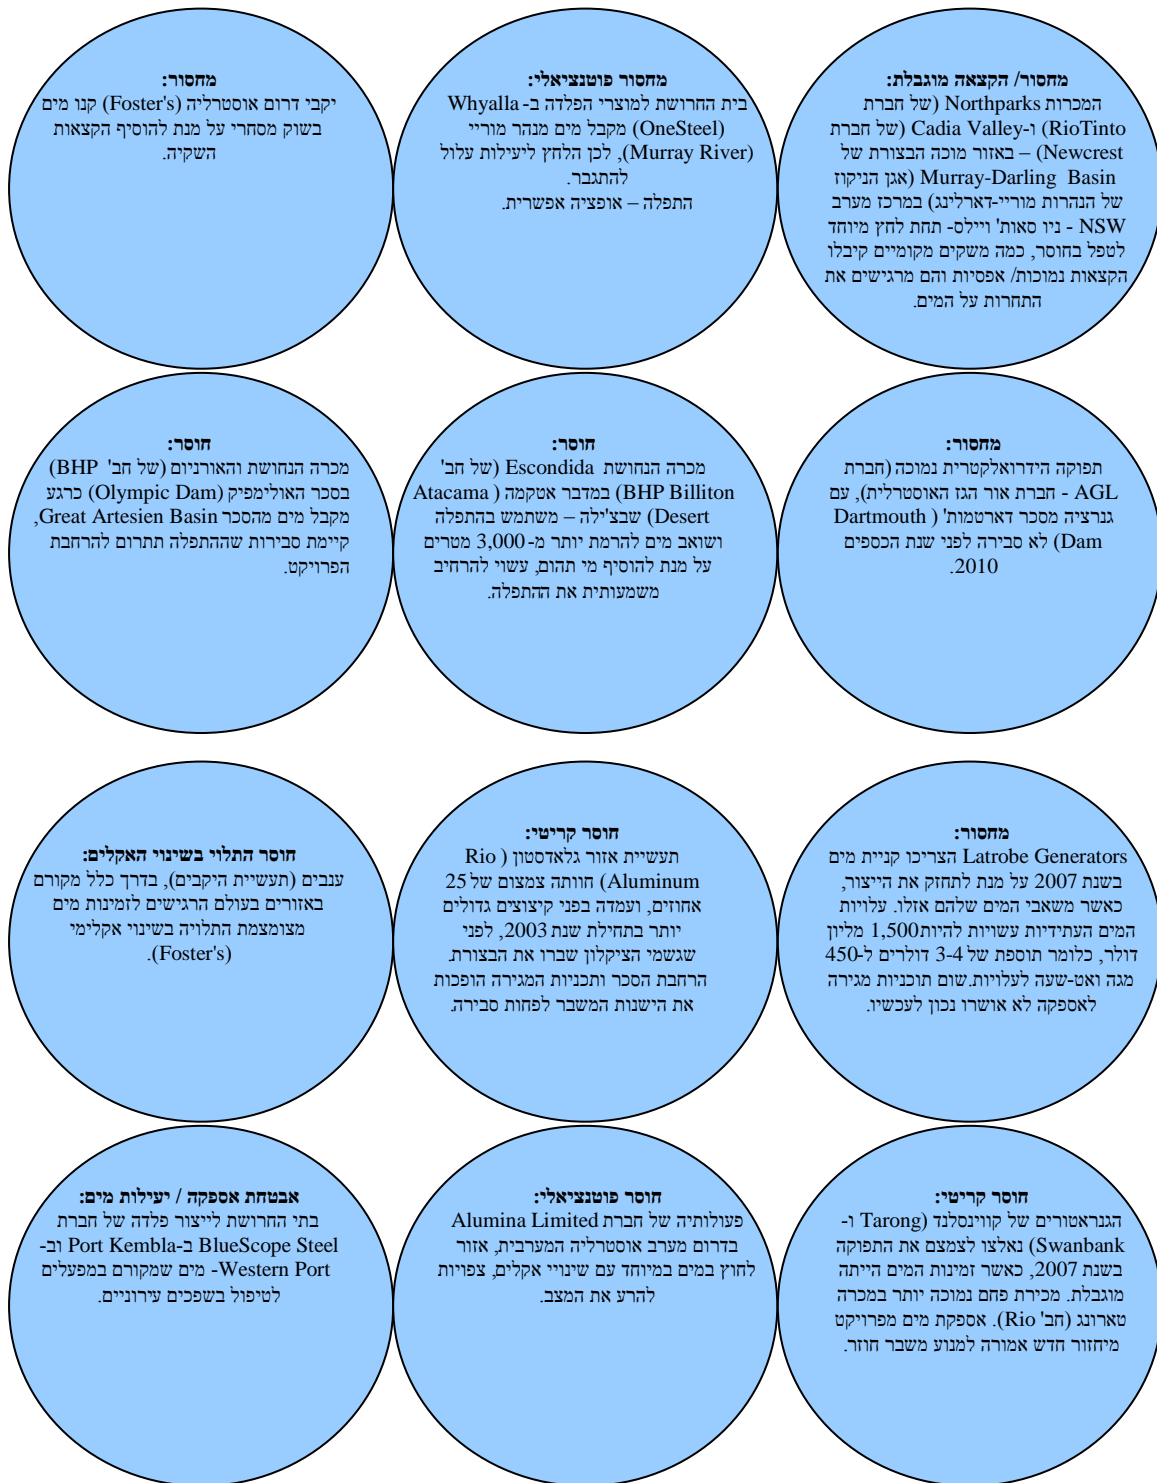 מחסור/ הקצאה מוגבלת:
המכרות Northparks (של חברת
RioTinto) ו-Cadia Valley (של חברת
Newcrest) – באזור מוכה הבצורת של
Murray-Darling Basin (אגן הניקוז
של הנהרות מוריי-דארלינג) במרכז מערב
NSW - ניו סאות' ויילס- תחת לחץ מיוחד
לטפל בחוסר, כמה משקים מקומיים קיבלו
הקצאות נמוכות/ אפסיות והם מרגישים את
התחרות על המים.
מחסור פוטנציאלי:
בית החרושת למוצרי הפלדה ב- Whyalla
(OneSteel) מקבל מים מנהר מוריי
(Murray River), לכן הלחץ ליעילות עלול
להתגבר.
התפלה – אופציה אפשרית.
מחסור:
יקבי דרום אוסטרליה (Foster's) קנו מים
בשוק מסחרי על מנת להוסיף הקצאות
השקיה.
מחסור:
תפוקה הידרואלקטרית נמוכה (חברת
AGL - חברת אור הגז האוסטרלית), עם
גנרציה מסכר דארטמות' ( Dartmouth
Dam) לא סבירה לפני שנת הכספים
2010.
חוסר:
מכרה הנחושת Escondida (של חב'
BHP Billiton) במדבר אטקמה ( Atacama
Desert) שבצ'ילה – משתמש בהתפלה
ושואב מים להרמת יותר מ- 3,000 מטרים
על מנת להוסיף מי תהום, עשוי להרחיב
משמעותית את ההתפלה.
חוסר:
מכרה הנחושת והאורניום (של חב' BHP)
בסכר האולימפיק (Olympic Dam) כרגע
מקבל מים מהסכר Great Artesien Basin,
קיימת סבירות שההתפלה תתרום להרחבת
הפרויקט.
מחסור:
Latrobe Generators הצריכו קניית מים
בשנת 2007 על מנת לתחזק את הייצור,
כאשר משאבי המים שלהם אזלו. עלויות
המים העתידיות עשויות להיות 1,500 מליון
דולר, כלומר תוספת של 3-4 דולרים ל-450
מגה ואט-שעה לעלויות. שום תוכניות מגירה
לאספקה לא אושרו נכון לעכשיו.
חוסר קריטי:
תעשיית אזור גלאדסטון ( Rio
Aluminum) חוותה צמצום של 25
אחוזים, ועמדה בפני קיצוצים גדולים
יותר בתחילת שנת 2003, לפני
שגשמי הציקלון שברו את הבצורת.
הרחבת הסכר ותכניות המגירה הופכות
את הישנות המשבר לפחות סבירה.
חוסר התלוי בשינוי האקלים:
ענבים (תעשיית היקבים), בדרך כלל מקורם
באזורים בעולם הרגישים לזמינות מים
מצומצמת התלויה בשינוי אקלימי
(Foster's).
חוסר קריטי:
הגנראטורים של קווינסלנד (Tarong ו-
Swanbank) נאלצו לצמצם את התפוקה
בשנת 2007, כאשר זמינות המים הייתה
מוגבלת. מכירת פחם נמוכה יותר במכרה
טארונג (חב' Rio). אספקת מים מפרויקט
מיחזור חדש אמורה למנוע משבר חוזר.
חוסר פוטנציאלי:
פעולותיה של חברת Alumina Limited
בדרום מערב אוסטרליה המערבית, אזור
לחוץ במים במיוחד עם שינויי אקלים, צפויות
להרע את המצב.
אבטחת אספקה / יעילות מים:
בתי החרושת לייצור פלדה של חברת
BlueScope Steel ב-Port Kembla וב-
Western Port- מים שמקורם במפעלים
לטיפול בשפכים עירוניים.